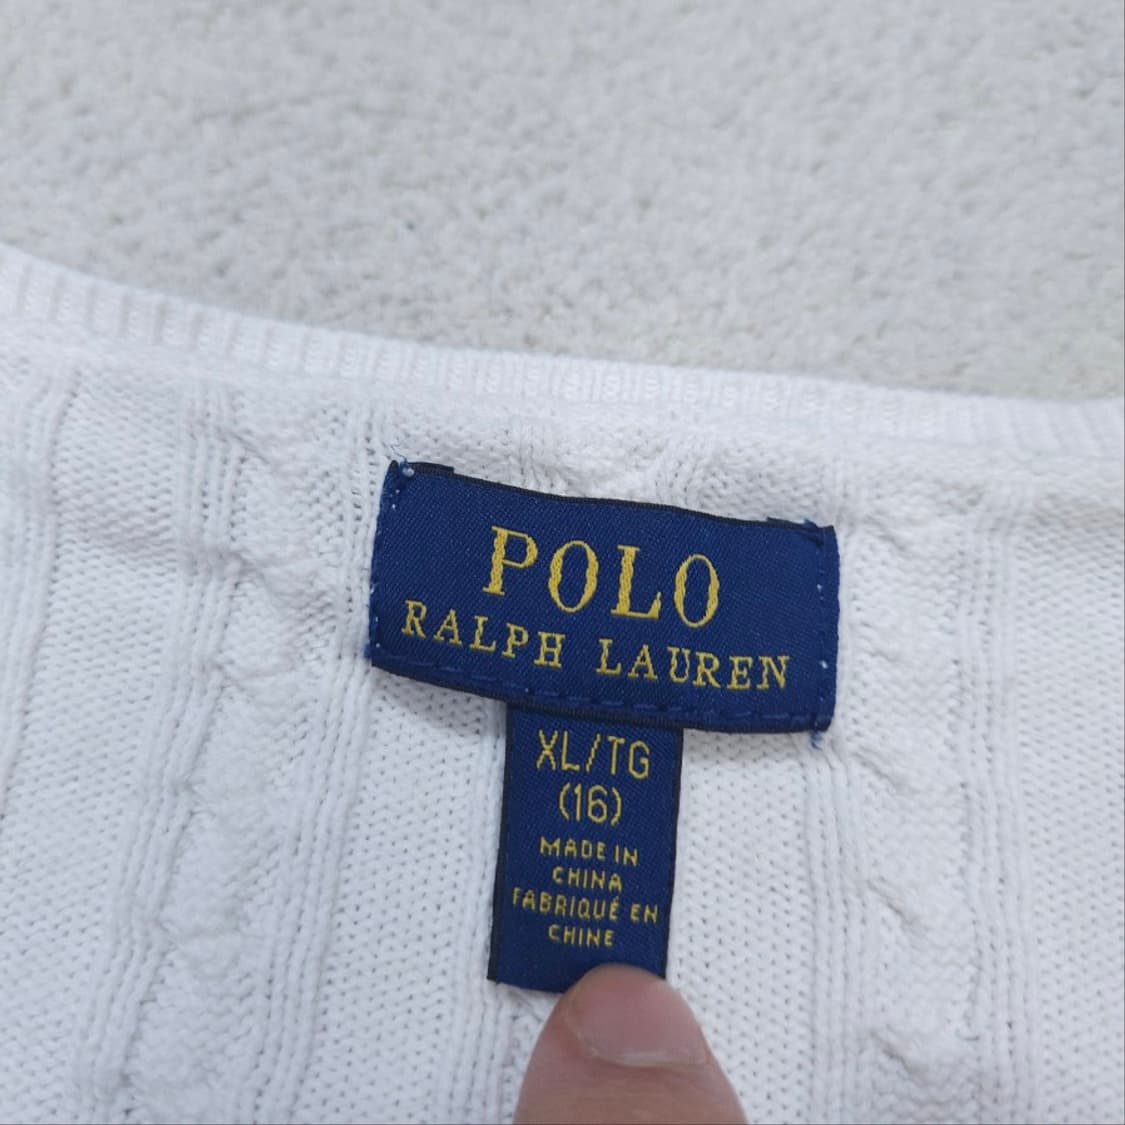 POLO
RALPH LAUREN
XL/TG
(16)
MADE IN
CHINA
FABRIQUÉ EN
CHINE